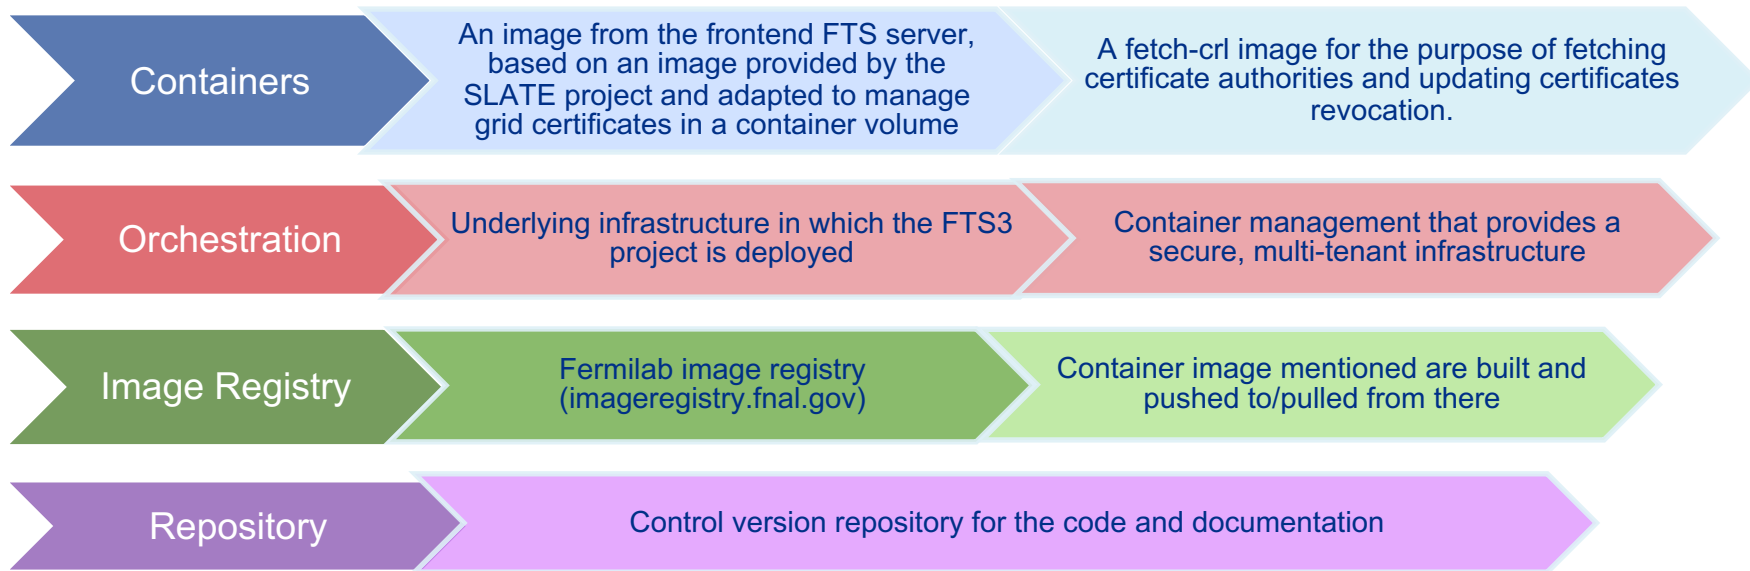 Containers
An image from the frontend FTS server,
based on an image provided by the
SLATE project and adapted to manage
grid certificates in a container volume
A fetch-crl image for the purpose of fetching
certificate authorities and updating certificates
revocation.
Orchestration
Underlying infrastructure in which the FTS3
project is deployed
Container management that provides a
secure, multi-tenant infrastructure
Image Registry
Fermilab image registry
(imageregistry.fnal.gov)
Container image mentioned are built and
pushed to/pulled from there
Repository
Control version repository for the code and documentation